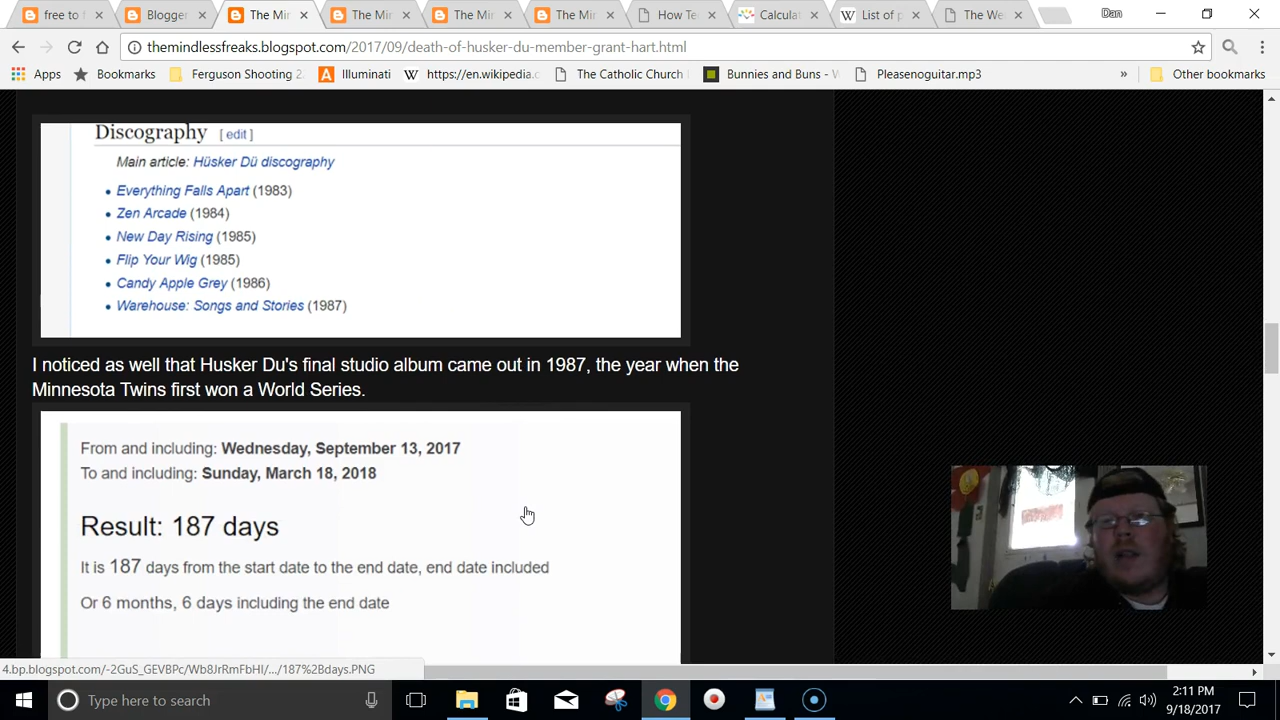 free to f
Blogger
The Min
The Min
The Min
The Min
How Te
Calcula
List of p
The We
Dan
themindlessfreaks.blogspot.com/2017/09/death-of-husker-du-member-grant-hart.html
Apps
Bookmarks
Ferguson Shooting 2
Illuminati
https://en.wikipedia.c
The Catholic Church
Bunnies and Buns -
Pleasenoguitar.mp3
»
Other bookmarks
Discography [ edit ]
Main article: Hüsker Dü discography
• Everything Falls Apart (1983)
• Zen Arcade (1984)
• New Day Rising (1985)
• Flip Your Wig (1985)
• Candy Apple Grey (1986)
• Warehouse: Songs and Stories (1987)
I noticed as well that Husker Du's final studio album came out in 1987, the year when the
Minnesota Twins first won a World Series.
From and including: Wednesday, September 13, 2017
To and including: Sunday, March 18, 2018
Result: 187 days
It is 187 days from the start date to the end date, end date included
Or 6 months, 6 days including the end date
4.bp.blogspot.com/-2GuS_GEVBPc/Wb8JrRmFbHI/.../187%2Bdays.PNG
Type here to search
2:11 PM
9/18/2017